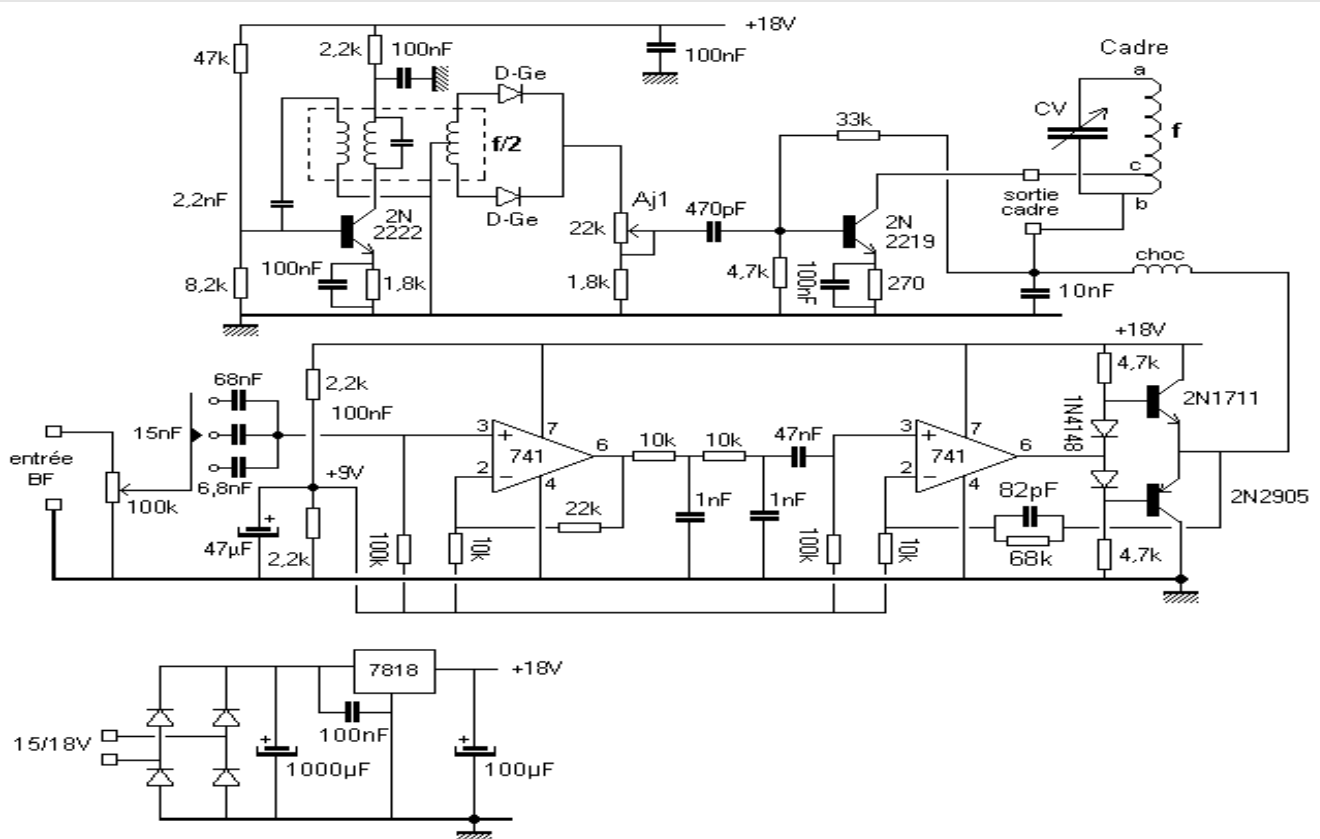 +18V
47k
2,2k
100nF
100nF
D-Ge
Cadre
a
CV
f
33k
f/2
c
2,2nF
D-Ge
Aj1
470pF
sortie
cadre
b
2N
2222
22k
2N
2219
choc
100nF
8,2k
1,8k
1,8k
4,7k
100nF
270
10nF
+18V
68nF
2,2k
4,7k
100nF
1N4148
2N1711
15nF
3
+
7
10k
10k
47nF
3
+
7
entrée
BF
741
6
741
6
6,8nF
+9V
2
−
4
2
−
4
82pF
2N2905
100k
1nF
1nF
+
22k
47µF
2,2k
100k
10k
100k
10k
68k
4,7k
7818
+18V
15/18V
+
100nF
+
1000µF
100µF